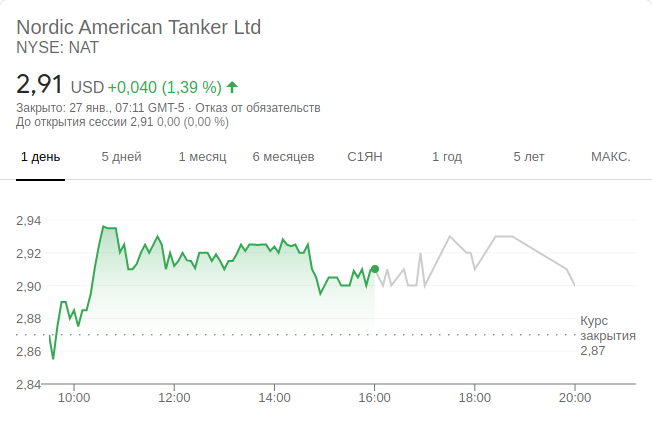 Nordic American Tanker Ltd
NYSE: NAT
2,91 USD +0,040 (1,39 %)
Закрыто: 27 янв., 07:11 GMT-5 · Отказ от обязательств
До открытия сессии 2,91 0,00 (0,00 %)
1 день 5 дней 1 месяц 6 месяцев С1ЯН 1 год 5 лет МАКС.
2,94
2,92
2,90
2,88
Курс
закрытия
2,87
2,86
2,84
10:00 12:00 14:00 16:00 18:00 20:00